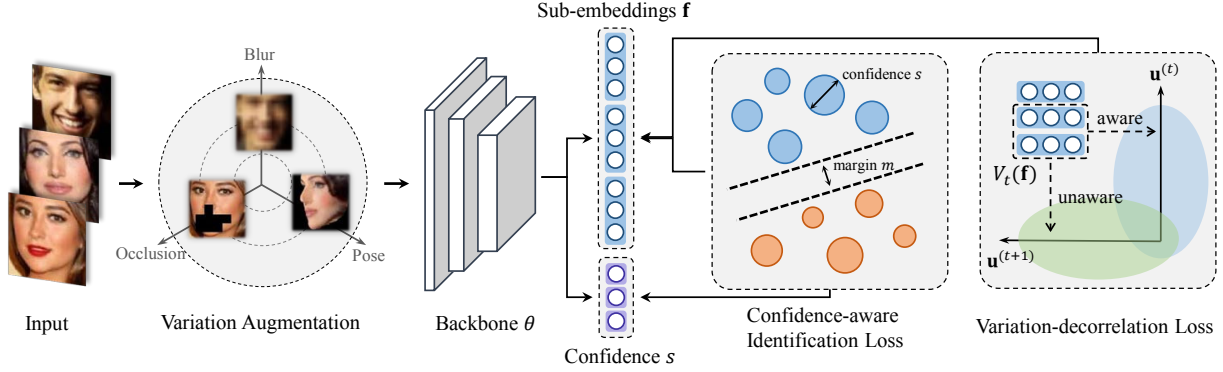 Sub-embeddings f
Blur
Occlusion
Pose
confidence s
margin m
u(t)
aware
Vt(f)
unaware
u(t+1)
Input
Variation Augmentation
Backbone θ
Confidence s
Confidence-aware
Identification Loss
Variation-decorrelation Loss